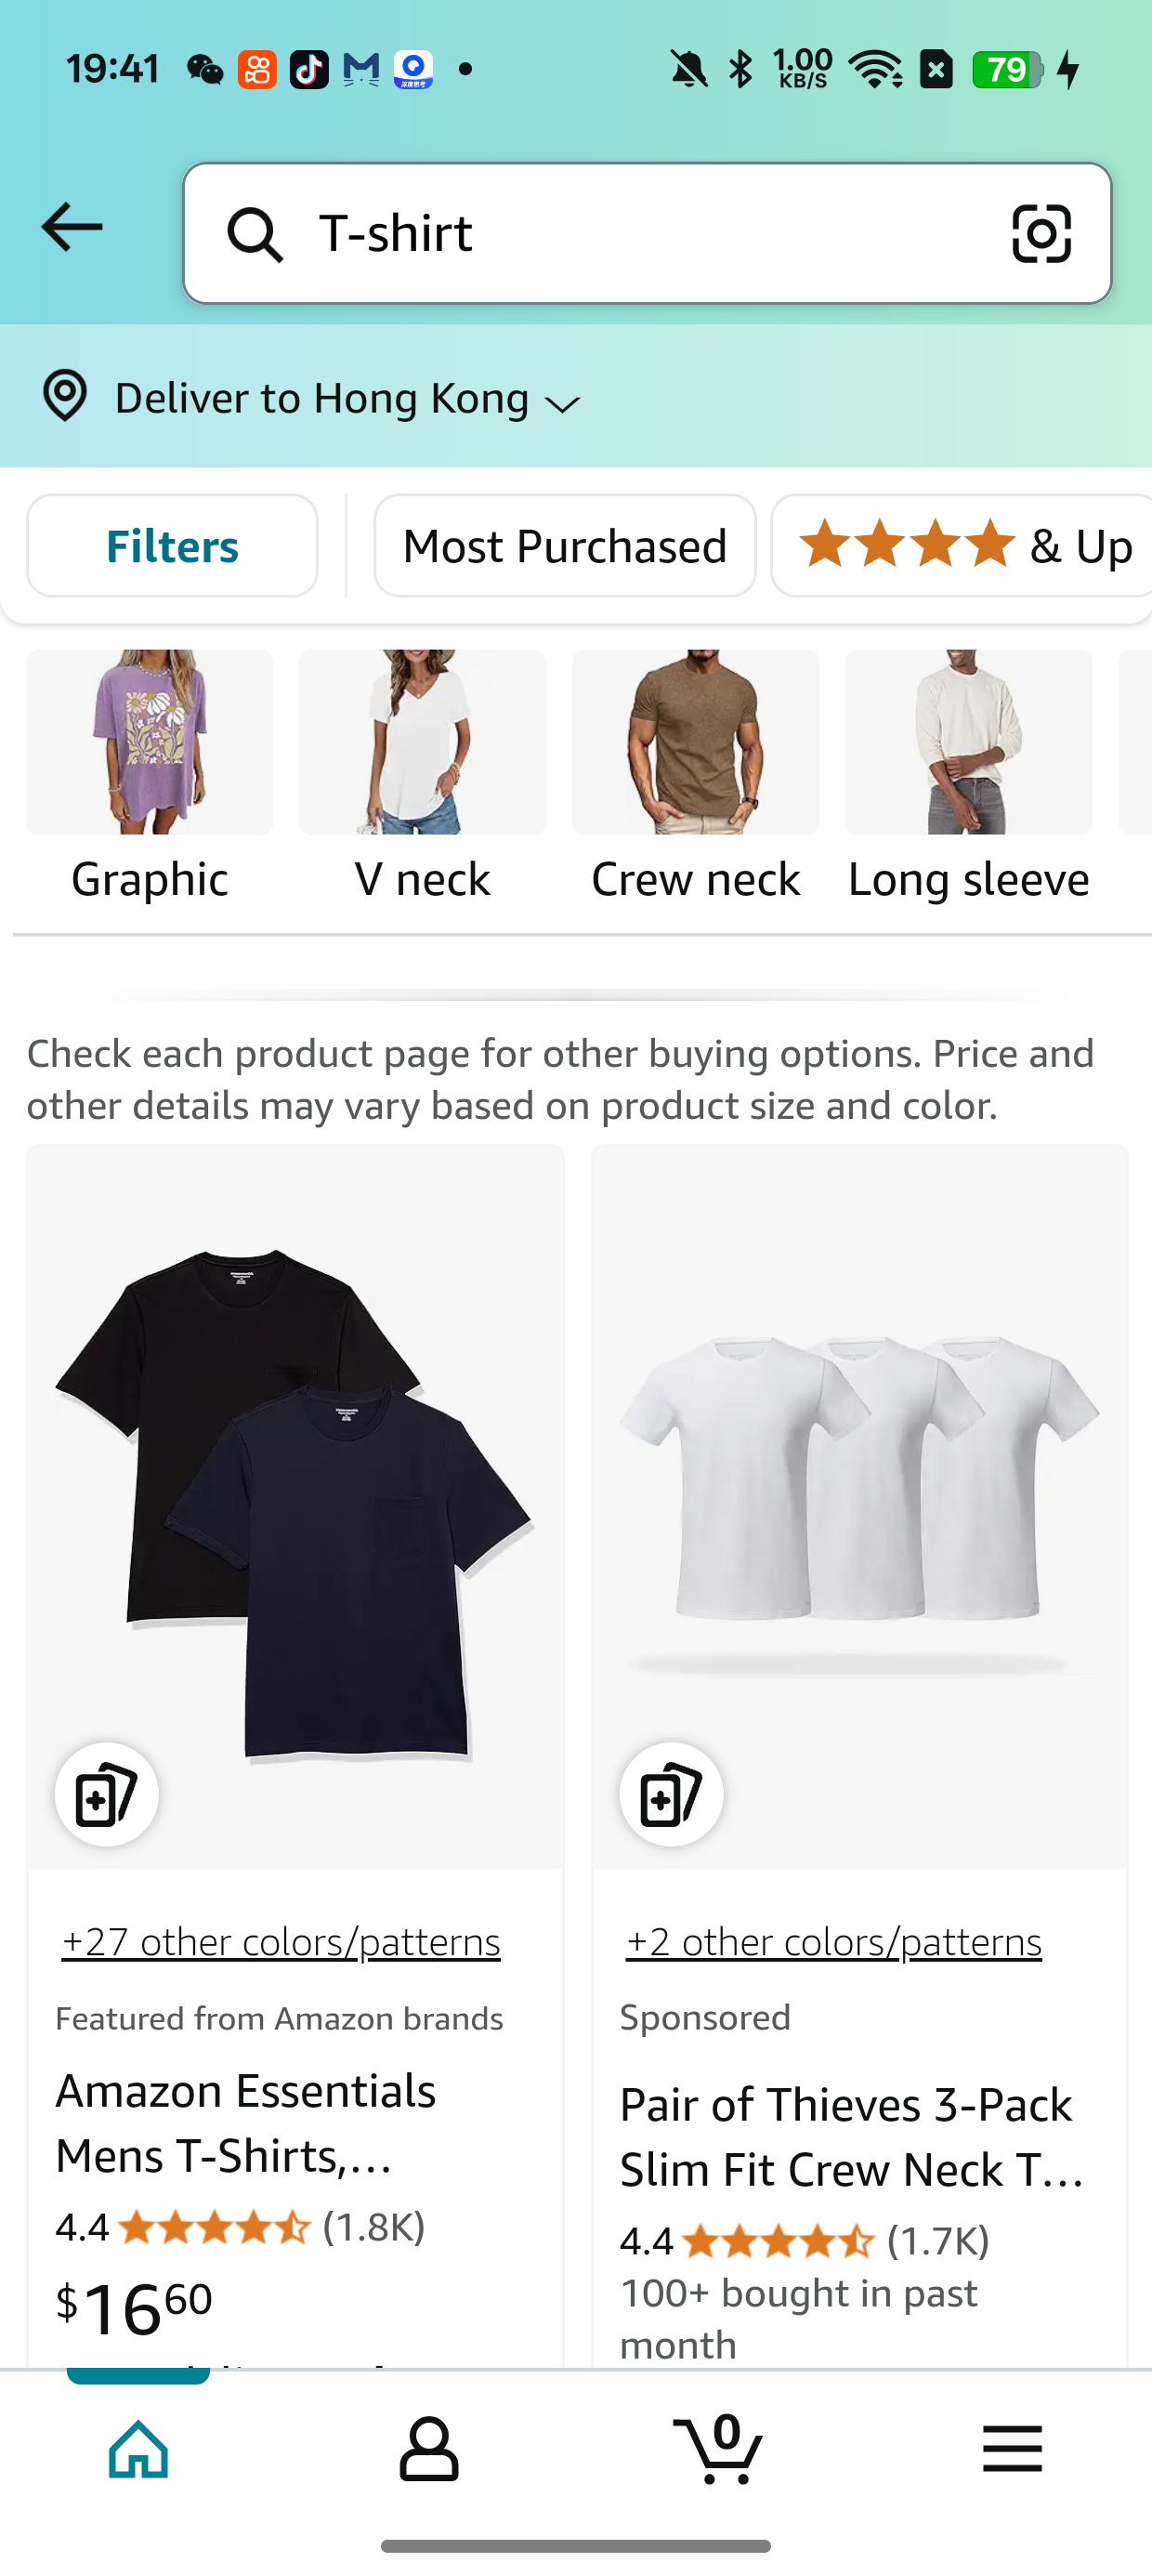 19:41
1.00
KB/S
79
T-shirt
Deliver to Hong Kong
Filters
Most Purchased
& Up
Graphic
V neck
Crew neck
Long sleeve
Check each product page for other buying options. Price and
other details may vary based on product size and color.
+27 other colors/patterns
Featured from Amazon brands
Amazon Essentials
Mens T-Shirts,...
4.4
(1.8K)
$16 60
+2 other colors/patterns
Sponsored
Pair of Thieves 3-Pack
Slim Fit Crew Neck T...
4.4
(1.7K)
100+ bought in past
month
0